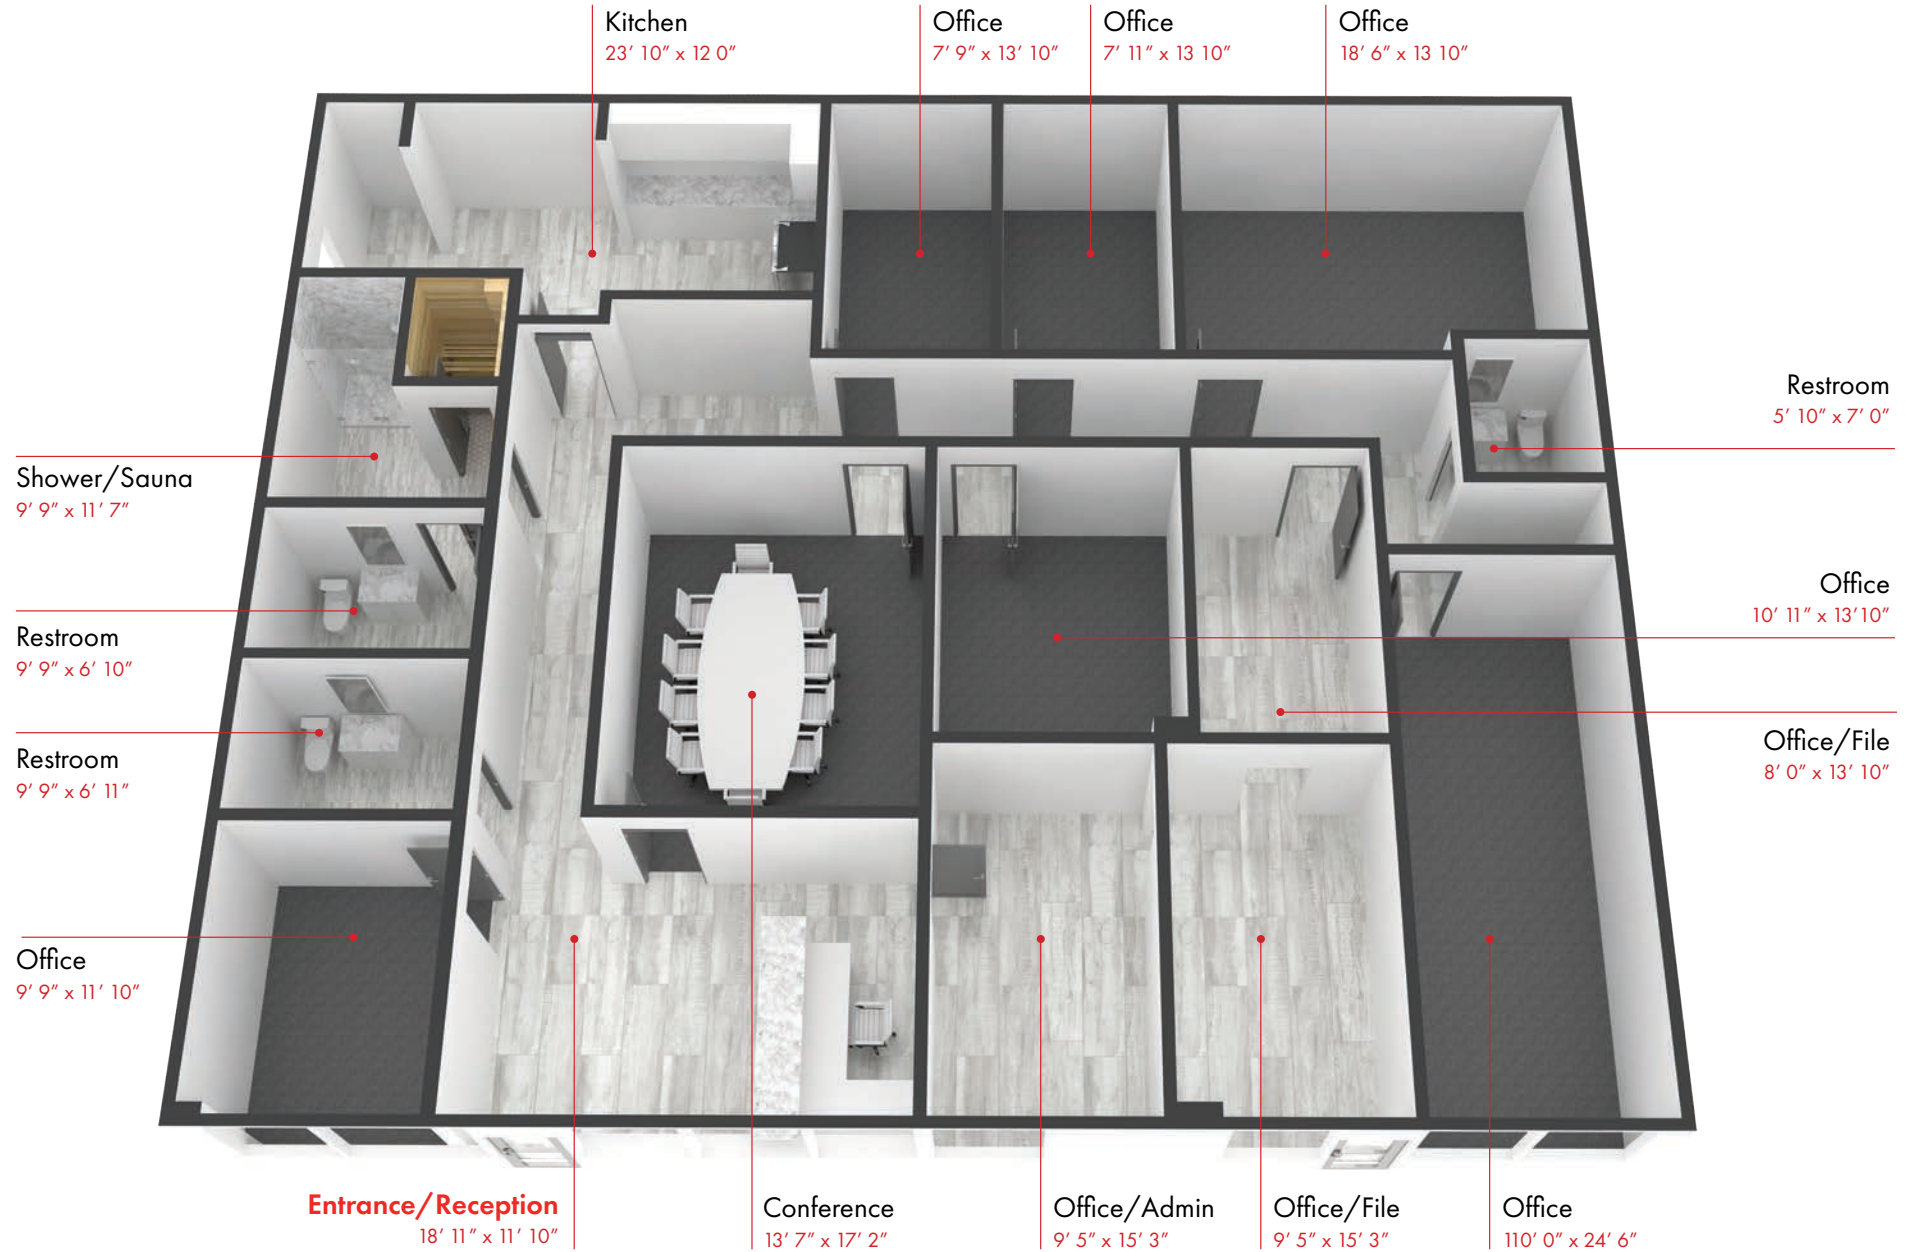 Kitchen
23’ 10” x 12 0”
Office
7’ 9” x 13’ 10”
Office
7’ 11” x 13 10”
Office
18’ 6” x 13 10”
Restroom
5’ 10” x 7’ 0”
Shower/Sauna
9’ 9” x 11’ 7”
Office
10’ 11” x 13’10”
Restroom
9’ 9” x 6’ 10”
Office/File
8’ 0” x 13’ 10”
Restroom
9’ 9” x 6’ 11”
Office
9’ 9” x 11’ 10”
Entrance/Reception
18’ 11” x 11’ 10”
Conference
13’ 7” x 17’ 2”
Office/Admin
9’ 5” x 15’ 3”
Office/File
9’ 5” x 15’ 3”
Office
110’ 0” x 24’ 6”